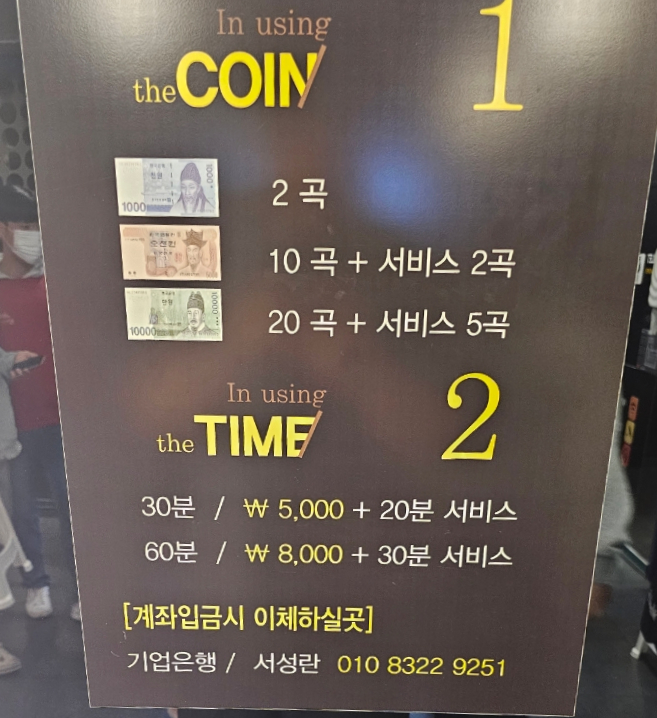 In using
the COIN 1
1000
2 곡
10 곡 + 서비스 2곡
10000
20 곡 + 서비스 5곡
In using
the TIME 2
30분 / ₩ 5,000 + 20분 서비스
60분 / ₩ 8,000 + 30분 서비스
[계좌입금시 이체하실곳]
기업은행 / 서성란 010 8322 9251